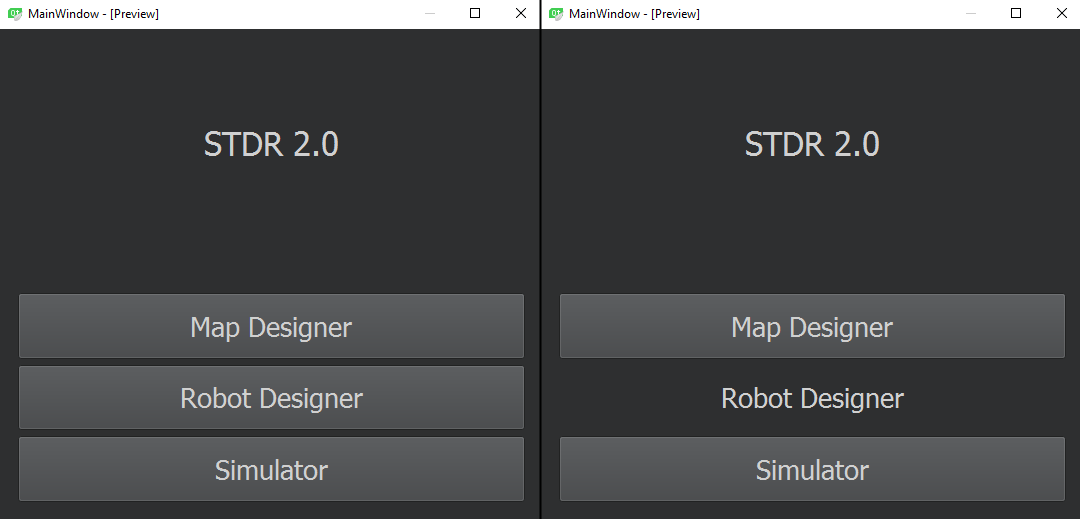 MainWindow - [Preview]
STDR 2.0
Map Designer
Robot Designer
Simulator
MainWindow - [Preview]
STDR 2.0
Map Designer
Robot Designer
Simulator